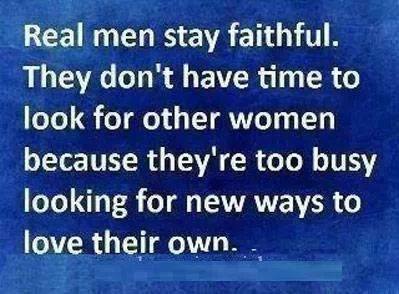 Real men stay faithful.
They don't have time to
look for other women
because they're too busy
looking for new ways to
love their own.